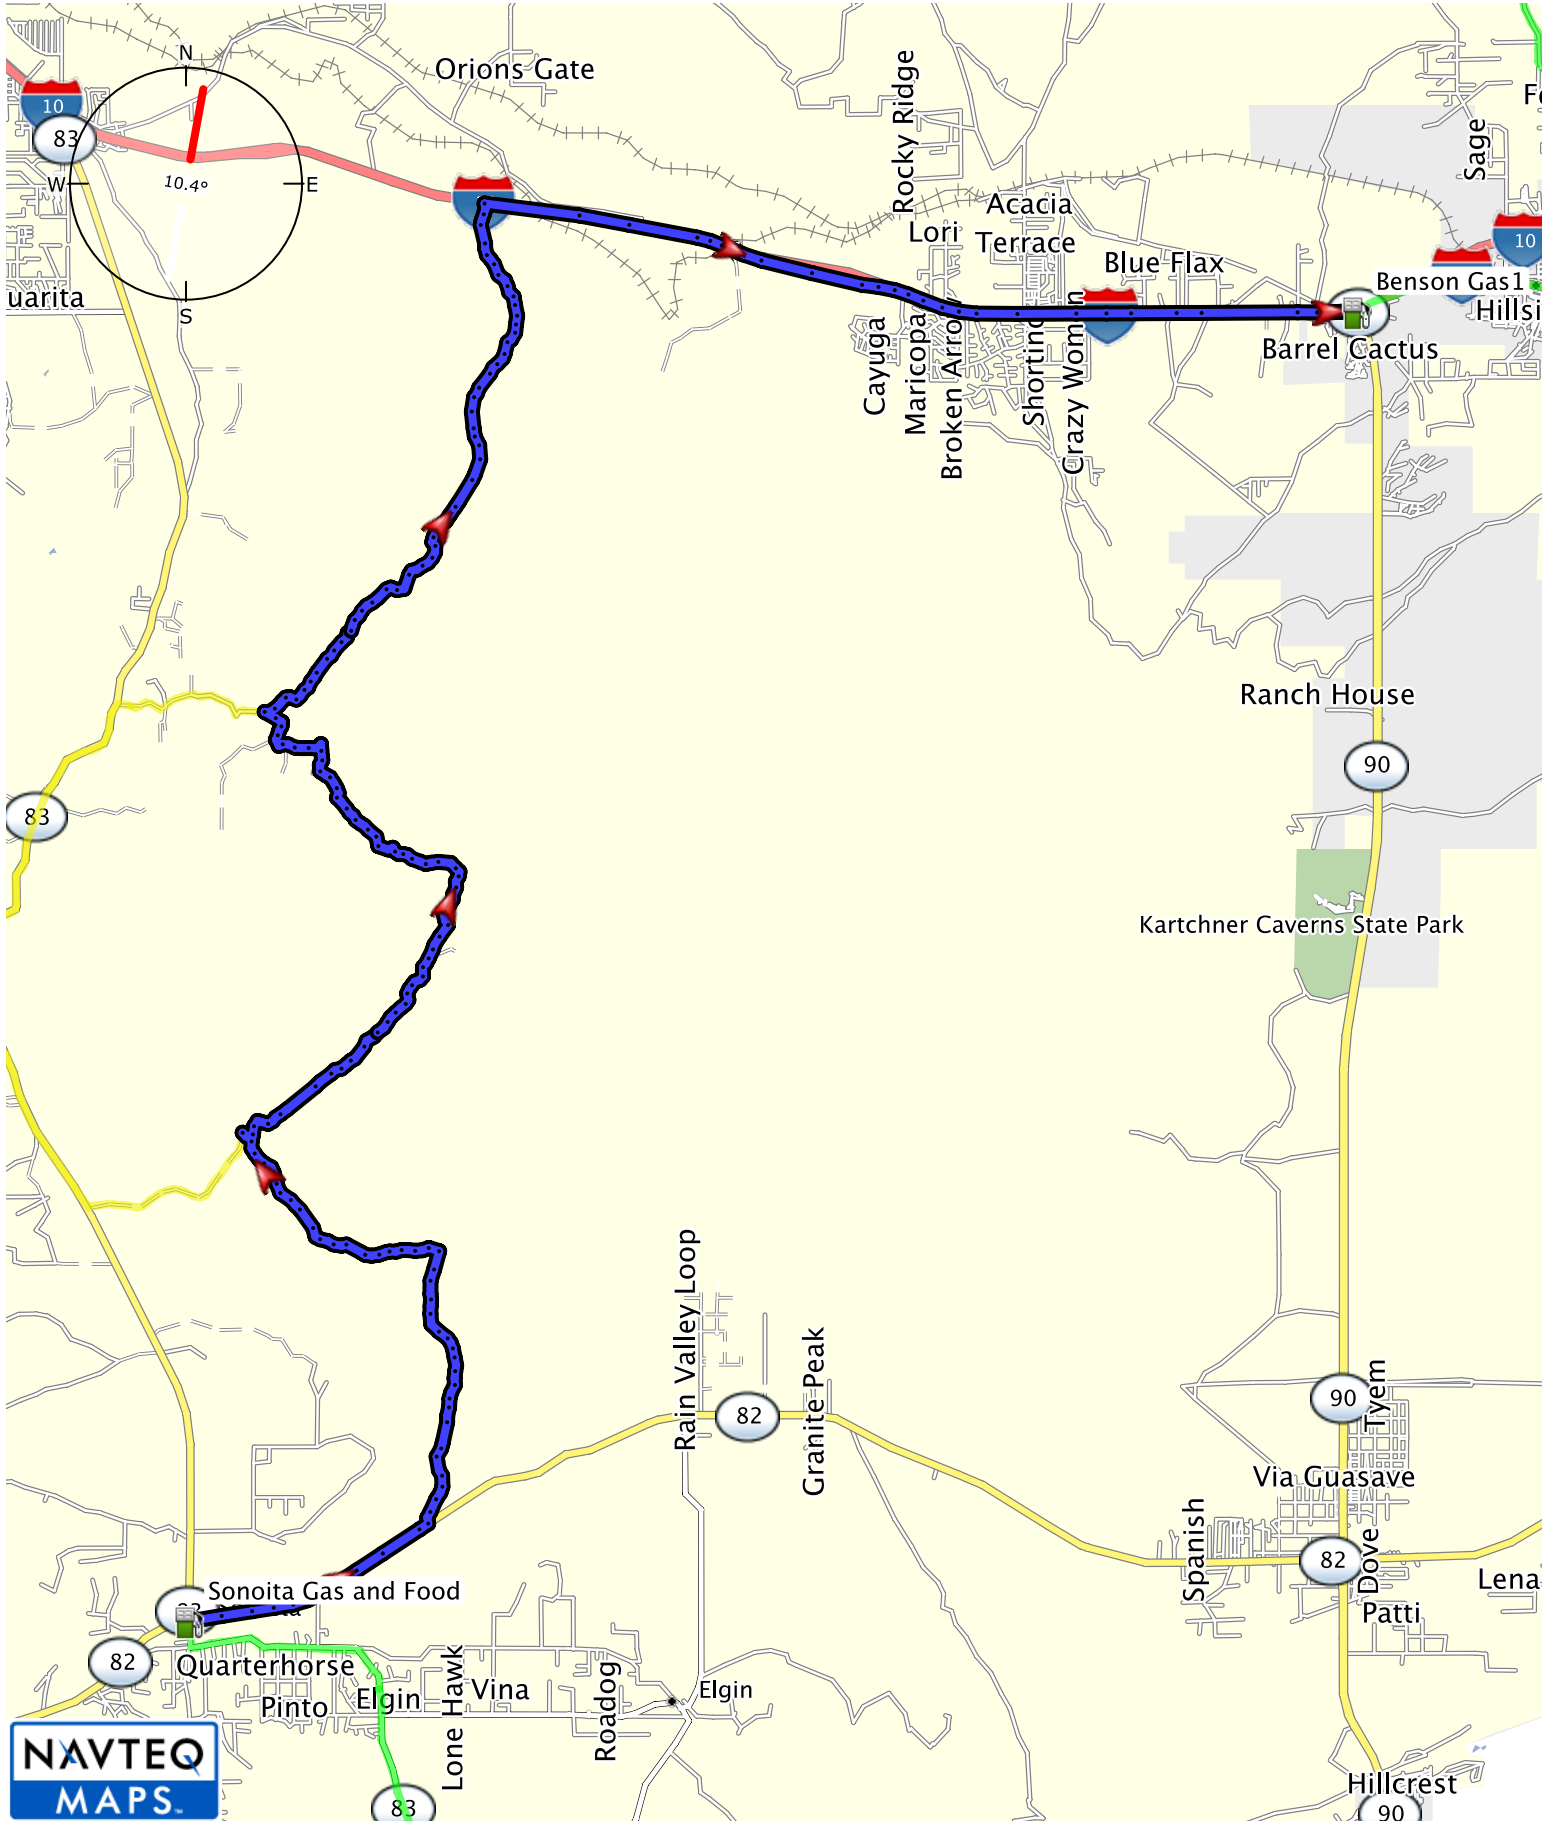 Orions Gate
Rocky Ridge
Fo
Sage
10
83
N
W
E
S
10.4°
uarita
Acacia
Terrace
Lori
Blue Flax
10
Benson Gas1
Hillsi
Barrel Cactus
Cayuga
Maricopa
Broken Arrow
Crazy Woman
Ranch House
90
83
Kartchner Caverns State Park
Rain Valley Loop
82
Granite Peak
90
Tyem
Via Guasave
Spanish
82
Dove
Lena
Patti
Sonoita Gas and Food
82
Quarterhorse
Pinto
Elgin
Lone Hawk
Vina
Roadog
Elgin
83
Hillcrest
90
NAVTEQ
MAPS